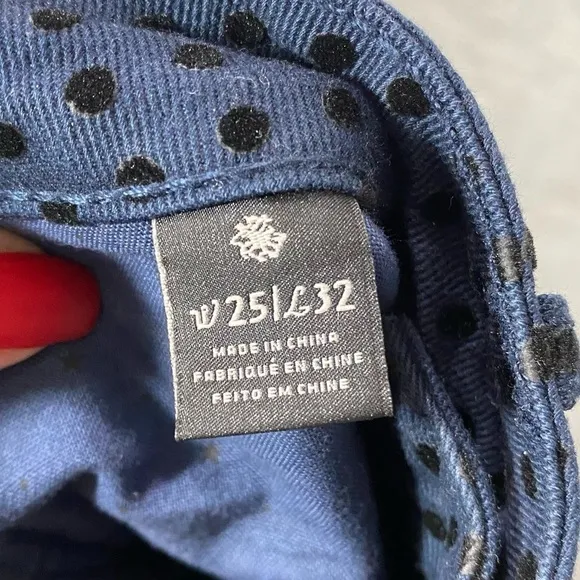 W25|L32
MADE IN CHINA
FABRIQUÉ EN CHINE
FEITO EM CHINE